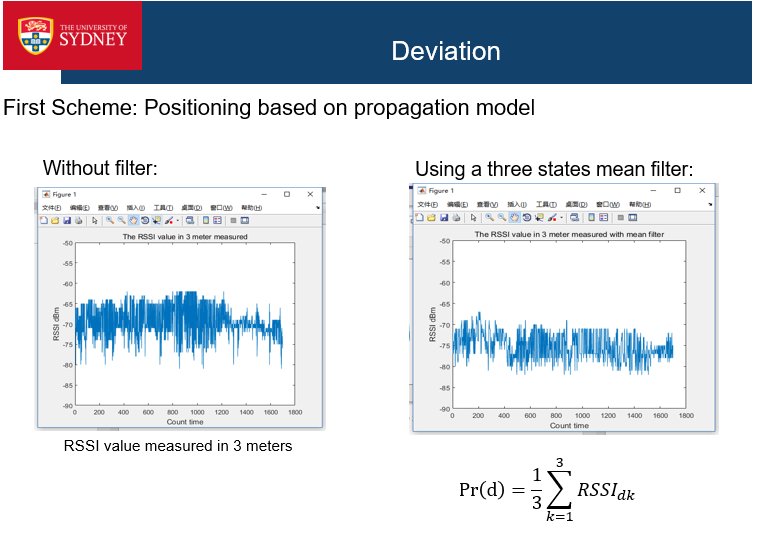 THE UNIVERSITY OF
SYDNEY
Deviation
First Scheme: Positioning based on propagation model
Without filter:
Using a three states mean filter:
Figure 1
文件(F) 编辑(E) 查看(V) 插入(I) 工具(T) 桌面(D) 窗口(W) 帮助(H)
The RSSI value in 3 meter measured
RSSI dBm
-50
-55
-60
-65
-70
-75
-80
-85
-90
0 200 400 600 800 1000 1200 1400 1600 1800
Count time
RSSI value measured in 3 meters
Figure 1
文件(F) 编辑(E) 查看(V) 插入(I) 工具(T) 桌面(D) 窗口(W) 帮助(H)
The RSSI value in 3 meter measured with mean filter
RSSI dBm
-50
-55
-60
-65
-70
-75
-80
-85
-90
0 200 400 600 800 1000 1200 1400 1600 1800
Count time
Pr(d) = 1/3 ∑_{k=1}^{3} RSSI_{dk}